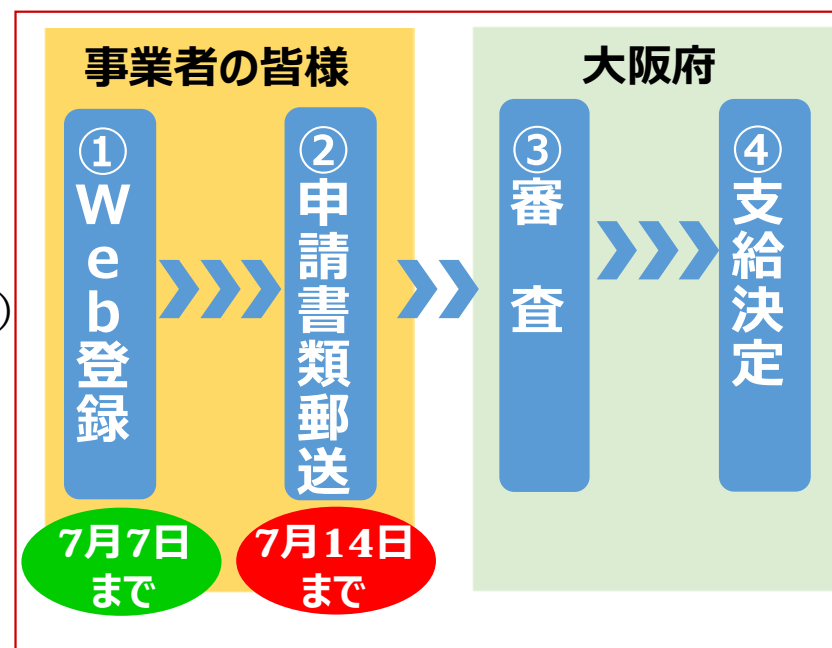 事業者の皆様
①Web登録
②申請書類郵送
7月7日
まで
7月14日
まで
大阪府
③審査
④支給決定